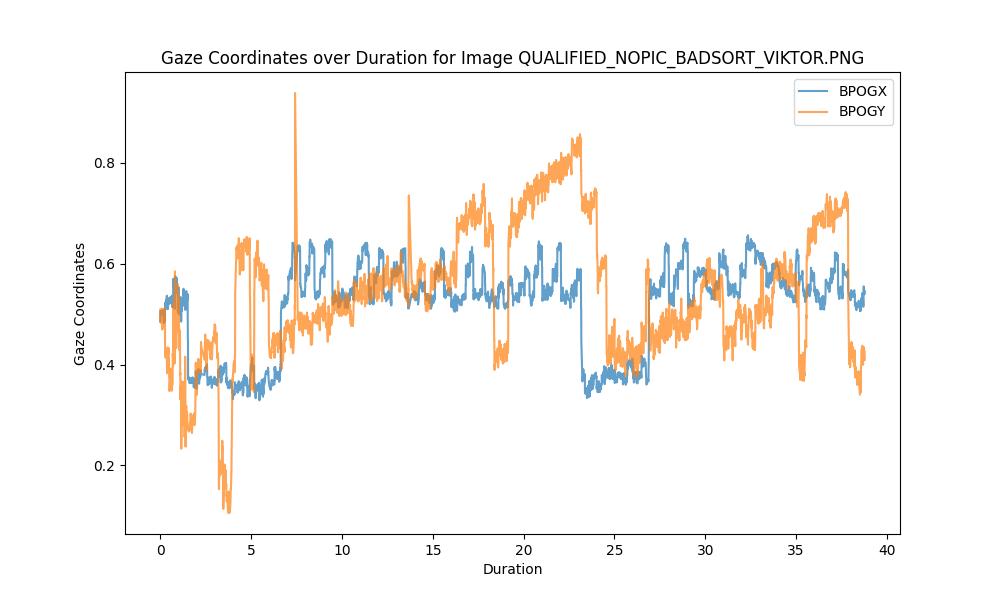 Gaze Coordinates over Duration for Image QUALIFIED_NOPIC_BADSORT_VIKTOR.PNG
BPOGX
BPOGY
Gaze Coordinates
0.8
0.6
0.4
0.2
0 5 10 15 20 25 30 35 40
Duration